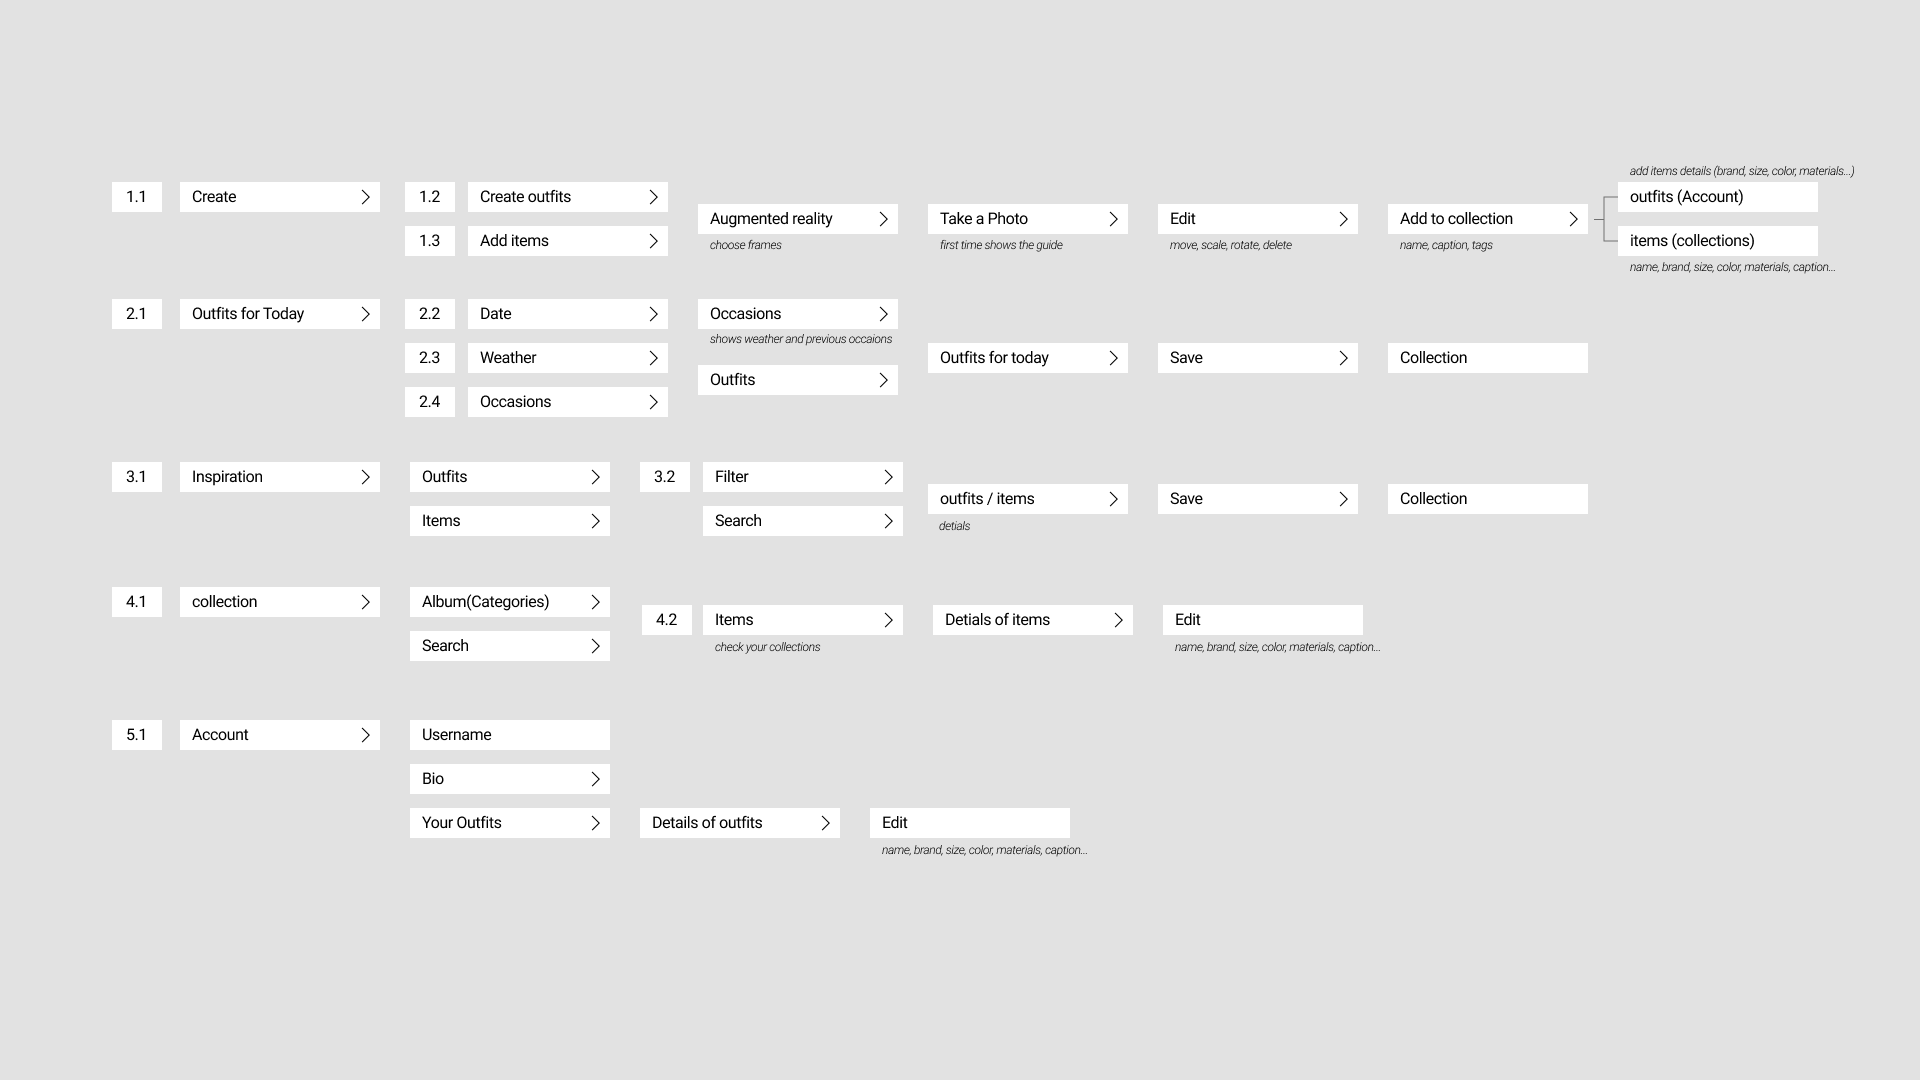 add items details (brand, size, color, materials...)
1.1 Create 1.2 Create outfits outfits (Account)
Augmented reality Take a Photo Edit Add to collection
1.3 Add items items (collections)
choose frames first time shows the guide move, scale, rotate, delete name, caption, tags
name, brand, size, color, materials, caption...
2.1 Outfits for Today 2.2 Date Occasions
shows weather and previous occaions
2.3 Weather Outfits for today Save Collection
Outfits
2.4 Occasions
3.1 Inspiration Outfits 3.2 Filter
outfits / items Save Collection
Items Search
detials
4.1 collection Album(Categories)
4.2 Items Detials of items Edit
Search
check your collections name, brand, size, color, materials, caption...
5.1 Account Username
Bio
Your Outfits Details of outfits Edit
name, brand, size, color, materials, caption...